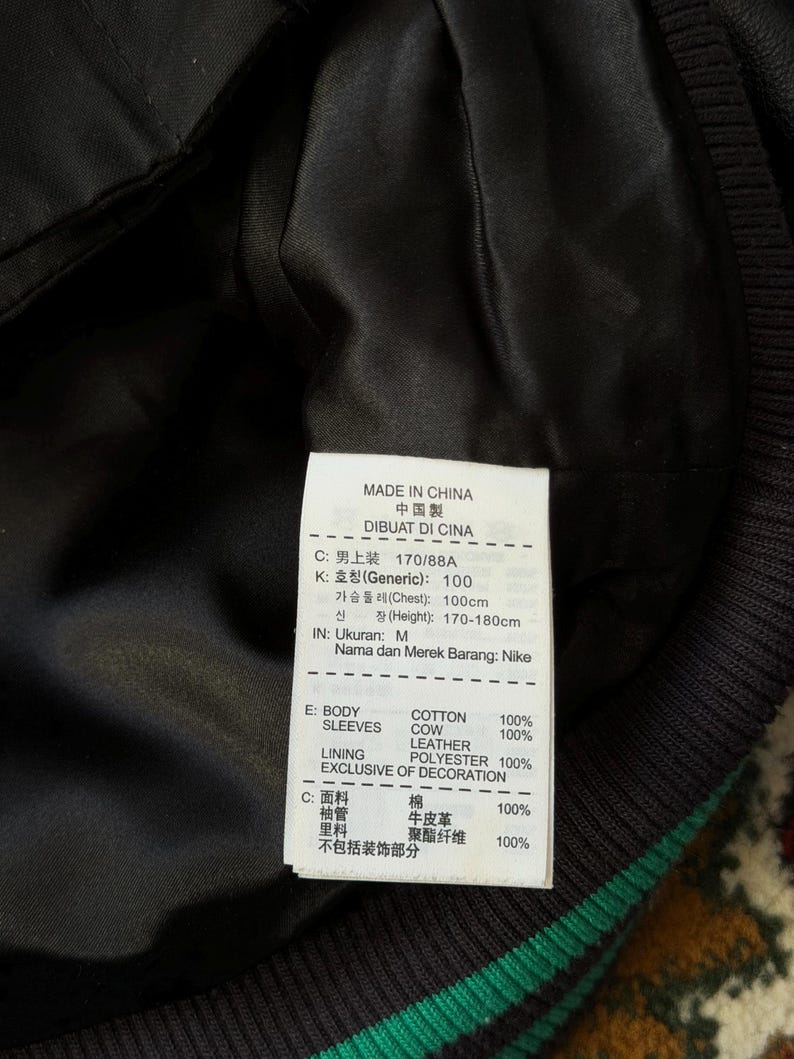 MADE IN CHINA
中国製
DIBUAT DI CINA
C: 男上装 170/88A
K: 호칭(Generic): 100
가슴둘레(Chest): 100cm
신 장(Height): 170-180cm
IN: Ukuran: M
Nama dan Merek Barang: Nike
E: BODY COTTON 100%
SLEEVES COW 100%
LEATHER
LINING POLYESTER 100%
EXCLUSIVE OF DECORATION
C: 面料 棉 100%
袖管 牛皮革
里料 聚酯纤维 100%
不包括装饰部分